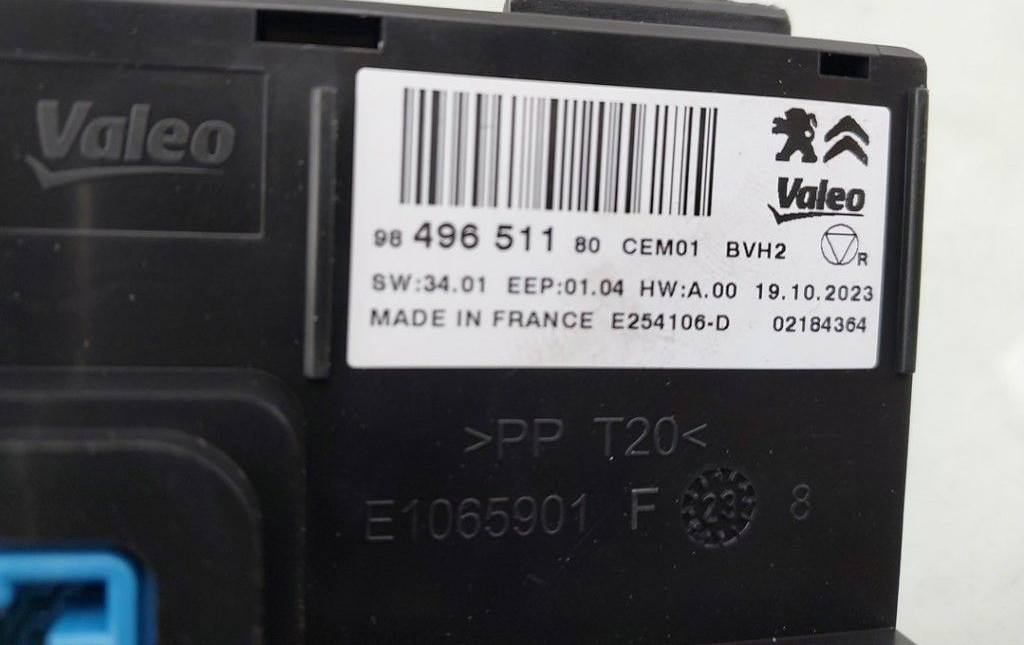 Valeo
Valeo
98 496 511 80 CEM01 BVH2 R
SW:34.01 EEP:01.04 HW:A.00 19.10.2023
MADE IN FRANCE E254106-D 02184364
>PP T20<
E1065901 F 23 8